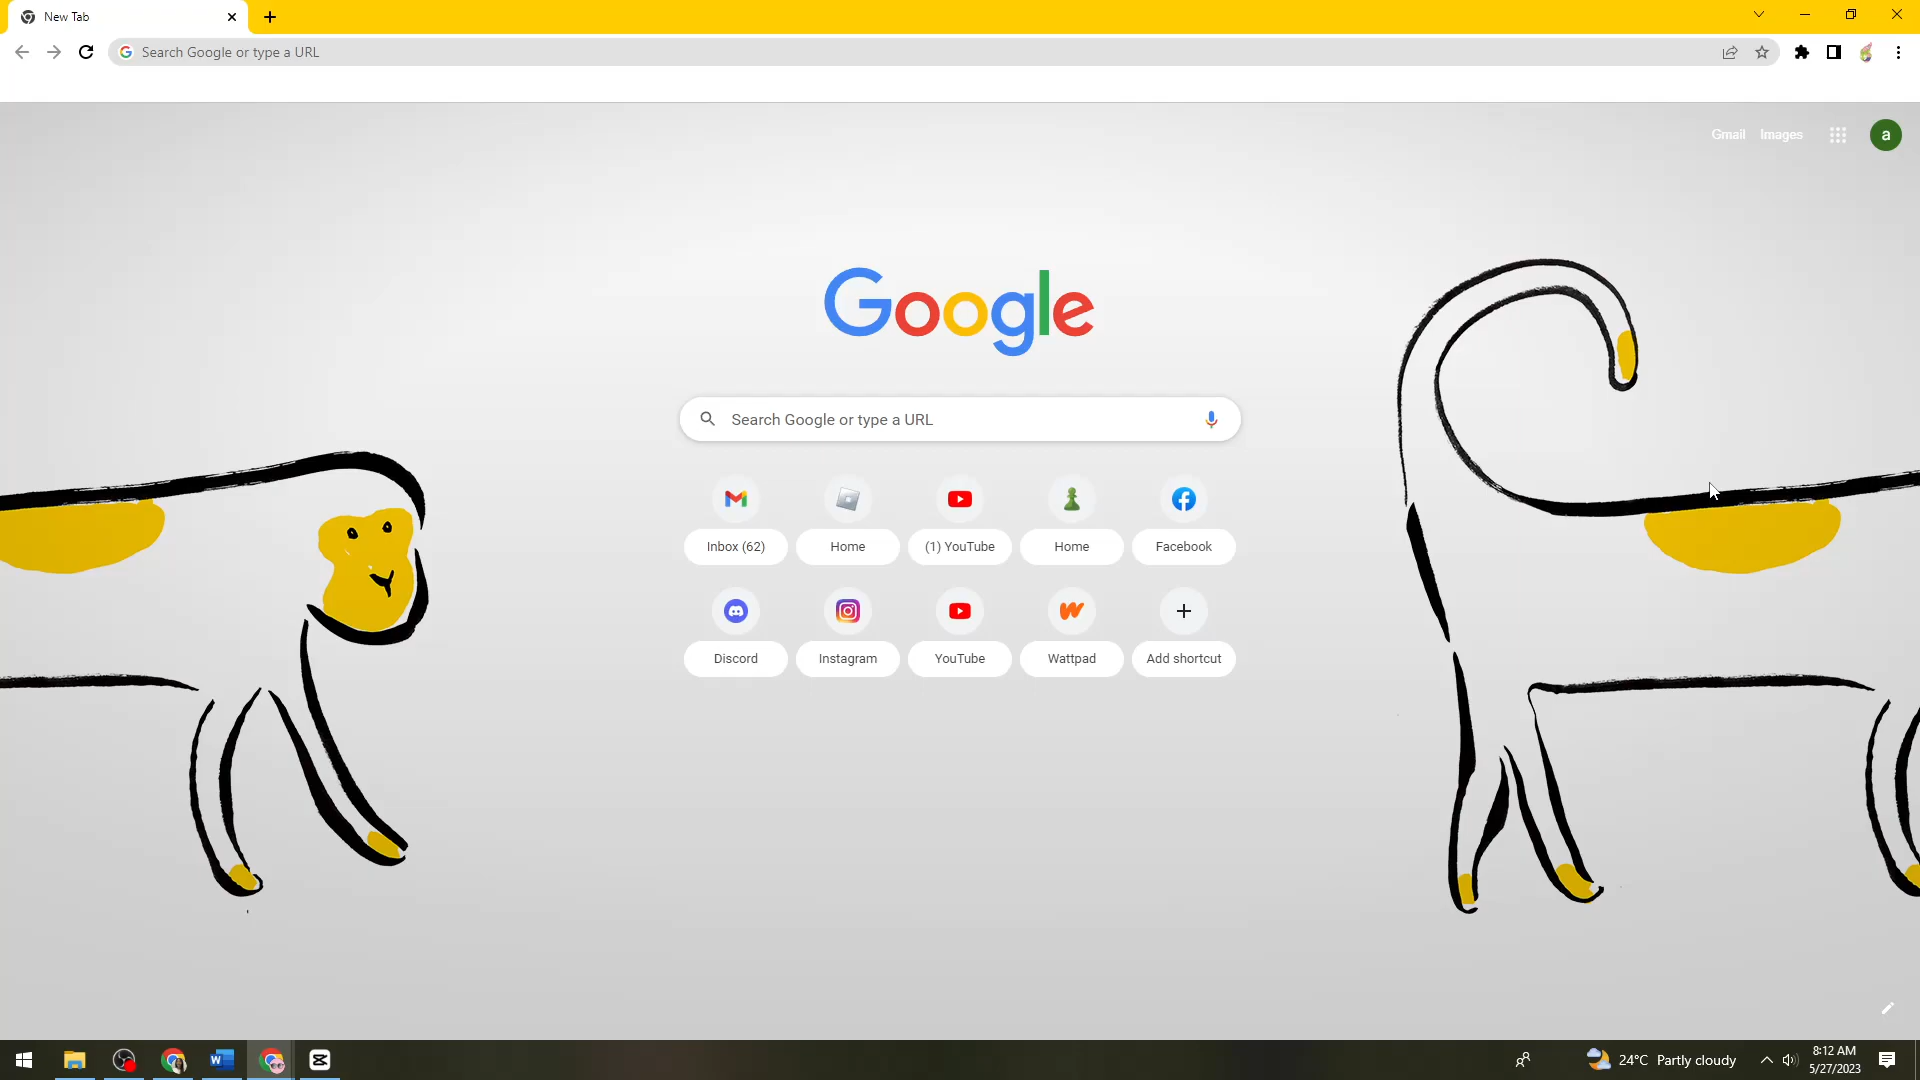 New Tab
Search Google or type a URL
Gmail Images
a
Google
Search Google or type a URL
Inbox (62) Home (1) YouTube Home Facebook
Discord Instagram YouTube Wattpad Add shortcut
24°C Partly cloudy
8:12 AM
5/27/2023